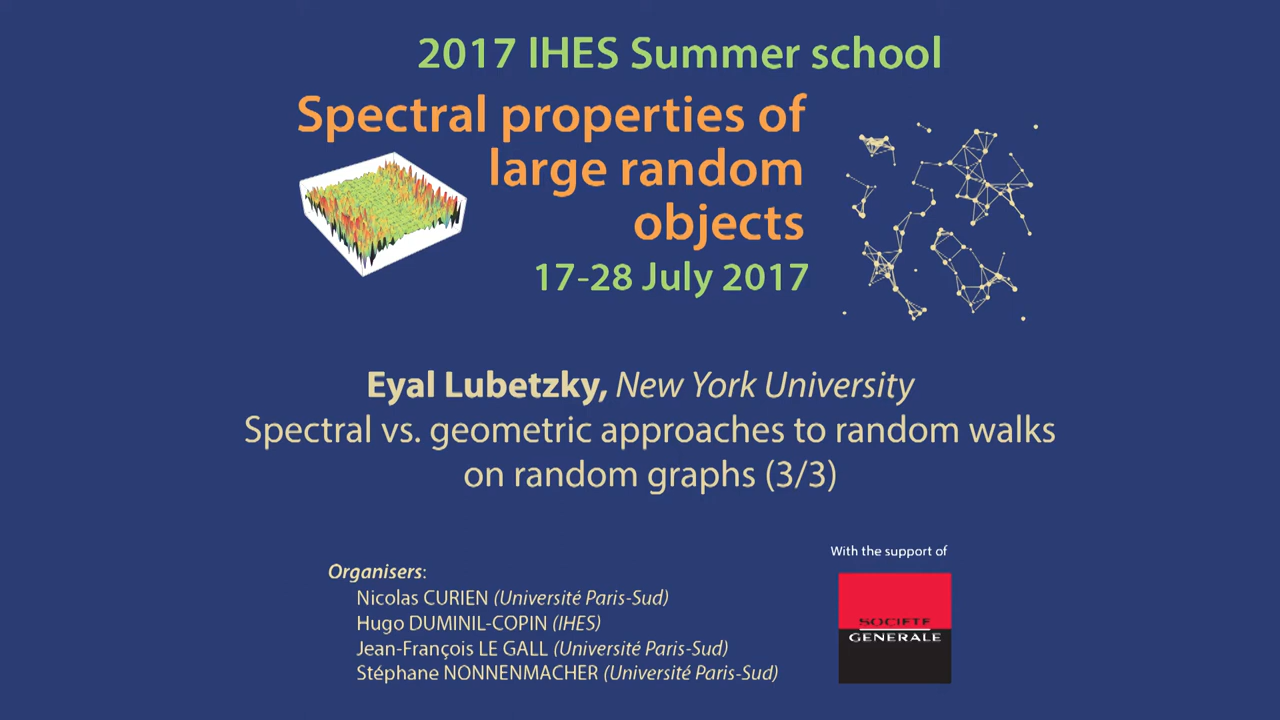 2017 IHES Summer school
Spectral properties of
large random
objects
17-28 July 2017
Eyal Lubetzky, New York University
Spectral vs. geometric approaches to random walks
on random graphs (3/3)
With the support of
Organisers:
Nicolas CURIEN (Université Paris-Sud)
Hugo DUMINIL-COPIN (IHES)
Jean-François LE GALL (Université Paris-Sud)
Stéphane NONNENMACHER (Université Paris-Sud)
SOCIETE
GENERALE